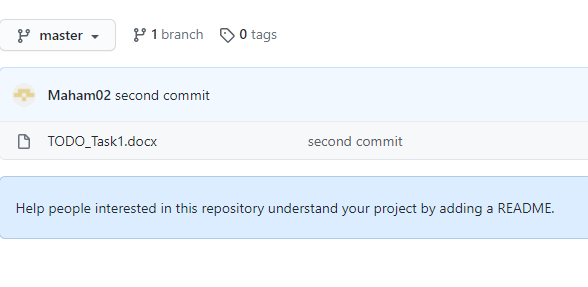 master 1 branch 0 tags
Maham02 second commit
TODO_Task1.docx second commit
Help people interested in this repository understand your project by adding a README.